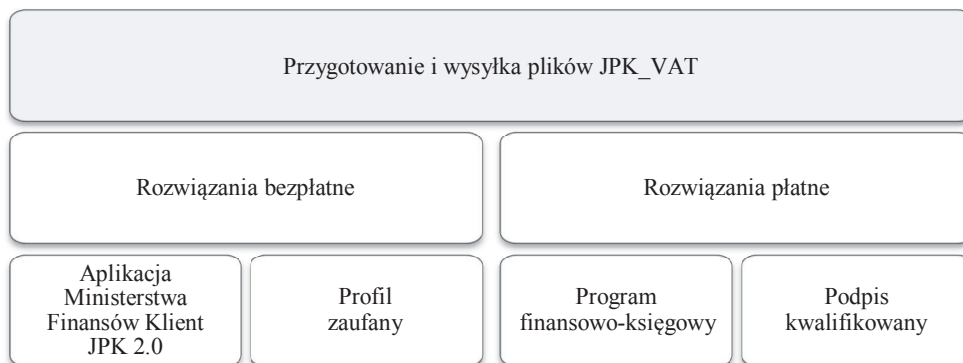 Przygotowanie i wysyłka plików JPK_VAT
Rozwiązania bezpłatne
Rozwiązania płatne
Aplikacja
Ministerstwa
Finansów Klient
JPK 2.0
Profil
zaufany
Program
finansowo-księgowy
Podpis
kwalifikowany